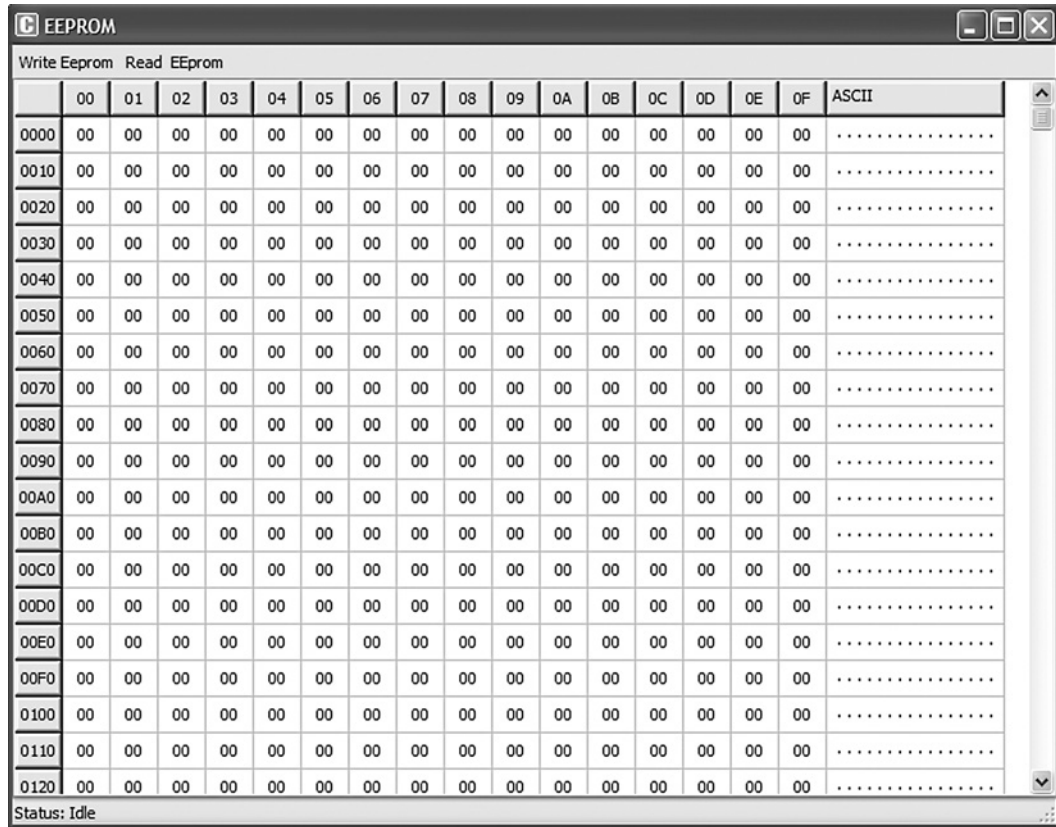 C EEPROM
Write Eeprom Read EEprom
00 01 02 03 04 05 06 07 08 09 0A 0B 0C 0D 0E 0F ASCII
0000 00 00 00 00 00 00 00 00 00 00 00 00 00 00 00 00 ................
0010 00 00 00 00 00 00 00 00 00 00 00 00 00 00 00 00 ................
0020 00 00 00 00 00 00 00 00 00 00 00 00 00 00 00 00 ................
0030 00 00 00 00 00 00 00 00 00 00 00 00 00 00 00 00 ................
0040 00 00 00 00 00 00 00 00 00 00 00 00 00 00 00 00 ................
0050 00 00 00 00 00 00 00 00 00 00 00 00 00 00 00 00 ................
0060 00 00 00 00 00 00 00 00 00 00 00 00 00 00 00 00 ................
0070 00 00 00 00 00 00 00 00 00 00 00 00 00 00 00 00 ................
0080 00 00 00 00 00 00 00 00 00 00 00 00 00 00 00 00 ................
0090 00 00 00 00 00 00 00 00 00 00 00 00 00 00 00 00 ................
00A0 00 00 00 00 00 00 00 00 00 00 00 00 00 00 00 00 ................
00B0 00 00 00 00 00 00 00 00 00 00 00 00 00 00 00 00 ................
00C0 00 00 00 00 00 00 00 00 00 00 00 00 00 00 00 00 ................
00D0 00 00 00 00 00 00 00 00 00 00 00 00 00 00 00 00 ................
00E0 00 00 00 00 00 00 00 00 00 00 00 00 00 00 00 00 ................
00F0 00 00 00 00 00 00 00 00 00 00 00 00 00 00 00 00 ................
0100 00 00 00 00 00 00 00 00 00 00 00 00 00 00 00 00 ................
0110 00 00 00 00 00 00 00 00 00 00 00 00 00 00 00 00 ................
0120 00 00 00 00 00 00 00 00 00 00 00 00 00 00 00 00 ................
Status: Idle